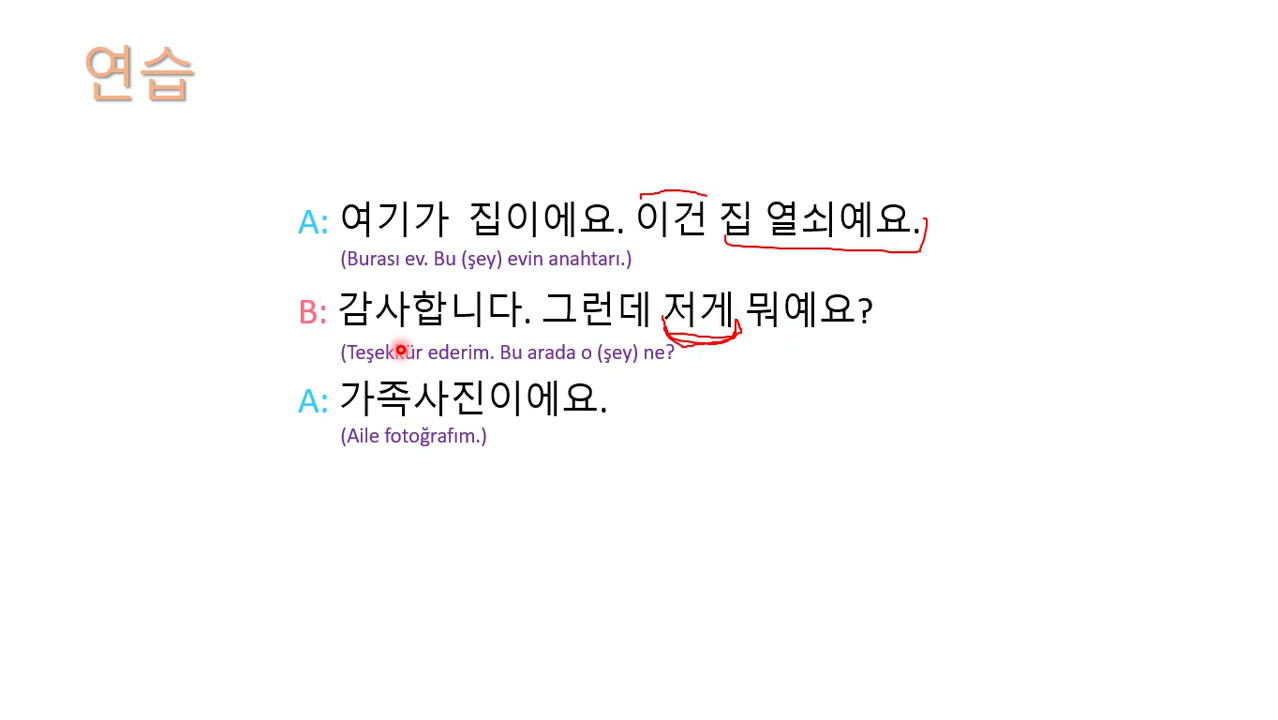 연습
A: 여기가 집이에요. 이건 집 열쇠예요.
(Burası ev. Bu (şey) evin anahtarı.)
B: 감사합니다. 그런데 저게 뭐예요?
(Teşekkür ederim. Bu arada o (şey) ne?
A: 가족사진이에요.
(Aile fotoğrafım.)